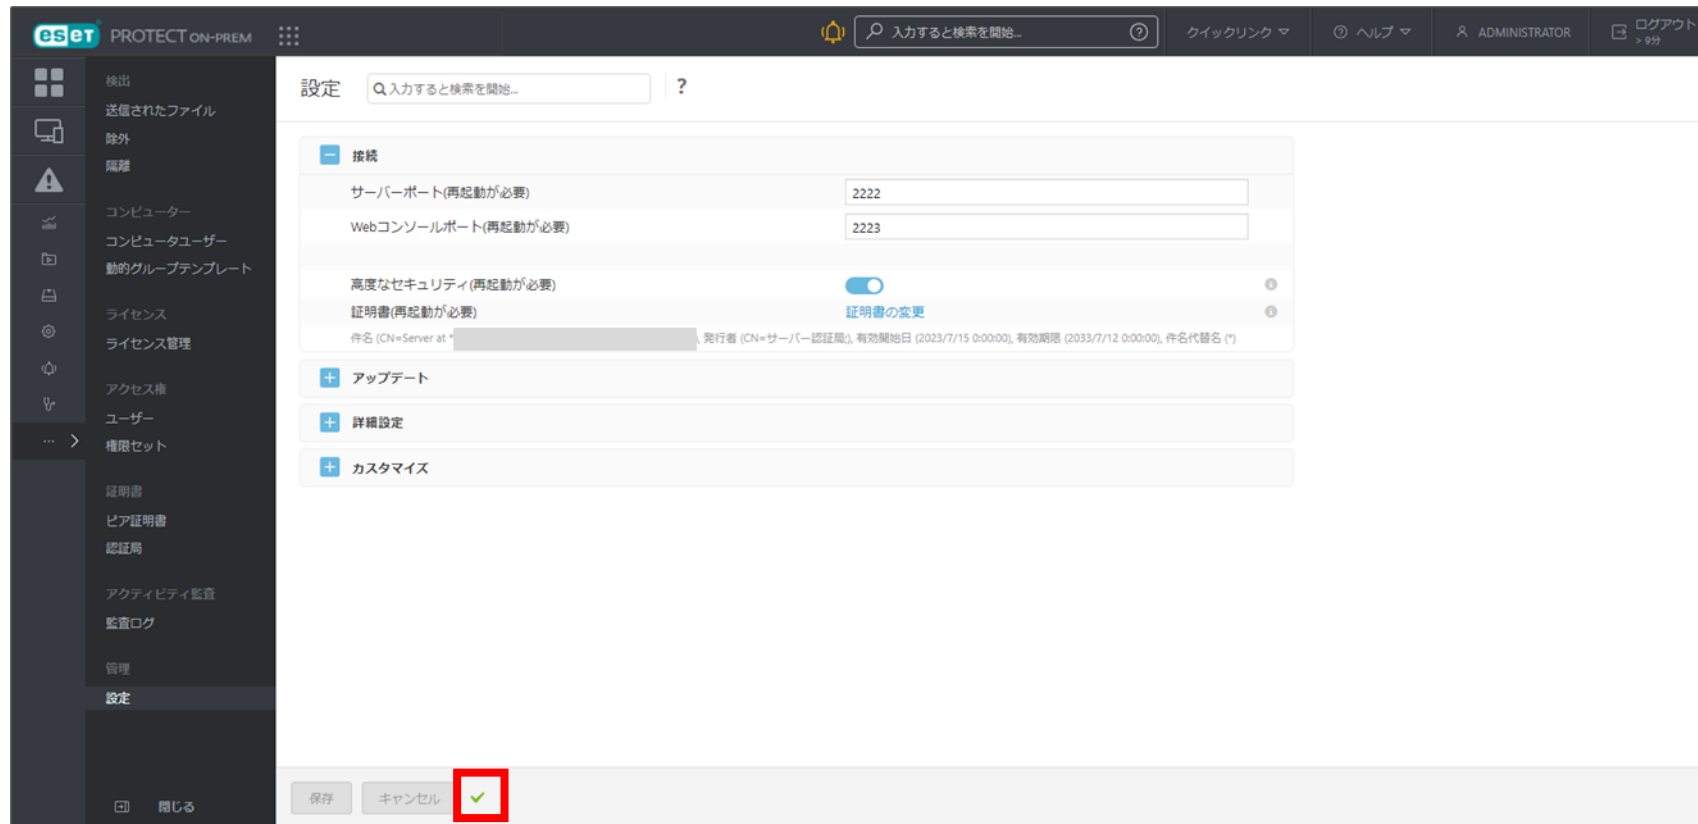 eset PROTECT ON-PREM
入力すると検索を開始...
クイックリンク
ヘルプ
ADMINISTRATOR
ログアウト
> 9分
検出
送信されたファイル
除外
隔離
コンピューター
コンピュータユーザー
動的グループテンプレート
ライセンス
ライセンス管理
アクセス権
ユーザー
権限セット
証明書
ピア証明書
認証局
アクティビティ監査
監査ログ
管理
設定
閉じる
設定
入力すると検索を開始...
?
接続
サーバーポート(再起動が必要)
2222
Webコンソールポート(再起動が必要)
2223
高度なセキュリティ(再起動が必要)
証明書(再起動が必要)
証明書の変更
件名 (CN=Server at * ), 発行者 (CN=サーバー認証局;), 有効開始日 (2023/7/15 0:00:00), 有効期限 (2033/7/12 0:00:00), 件名代替名 (*)
アップデート
詳細設定
カスタマイズ
保存
キャンセル